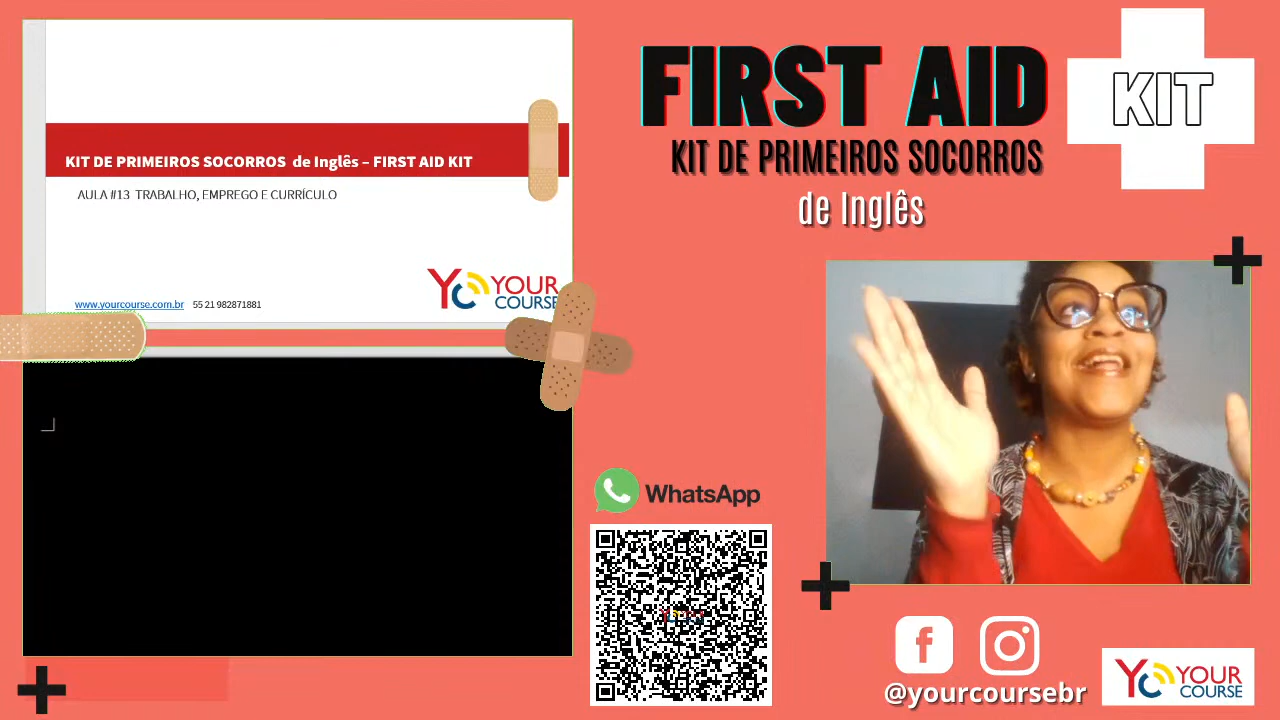 KIT DE PRIMEIROS SOCORROS de Inglês – FIRST AID KIT
AULA #13 TRABALHO, EMPREGO E CURRÍCULO
www.yourcourse.com.br 55 21 982871881
YOUR
COURSE
FIRST AID
KIT
KIT DE PRIMEIROS SOCORROS
de Inglês
WhatsApp
@yourcoursebr
YOUR
COURSE